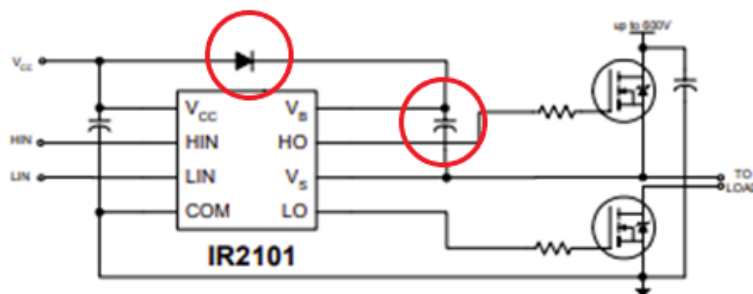 up to 600V
Vcc
VCC VB
HIN HIN HO
LIN LIN VS TO
LOAD
COM LO
IR2101